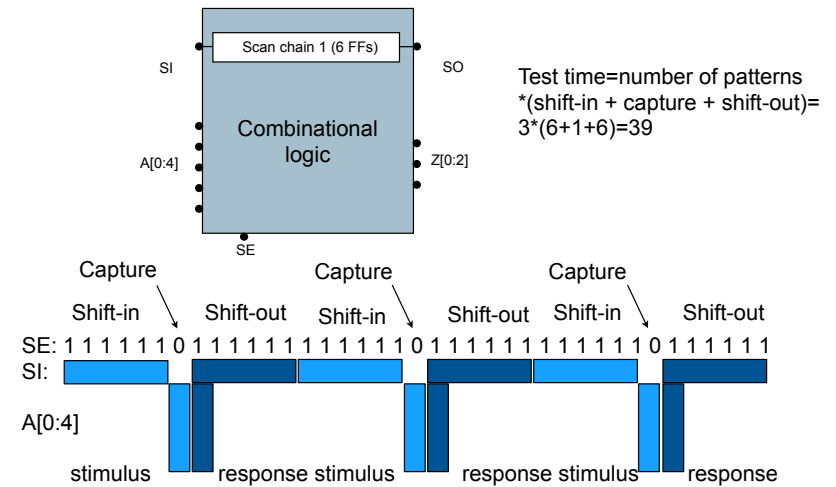 Scan chain 1 (6 FFs)
SI
SO
Test time=number of patterns
*(shift-in + capture + shift-out)=
3*(6+1+6)=39
Combinational
logic
A[0:4]
Z[0:2]
SE
Capture
Capture
Capture
Shift-in
Shift-out
Shift-in
Shift-out
Shift-in
Shift-out
SE: 1 1 1 1 1 1 0 1 1 1 1 1 1 1 1 1 1 1 1 0 1 1 1 1 1 1 1 1 1 1 1 1 0 1 1 1 1 1 1
SI:
A[0:4]
stimulus
response stimulus
response stimulus
response